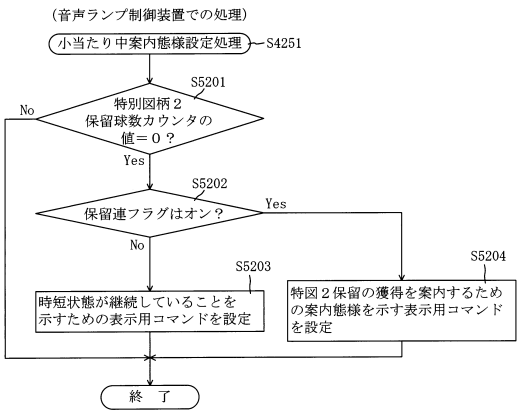 （音声ランプ制御装置での処理）
小当たり中案内態様設定処理
S4251
S5201
特別図柄２
保留球数カウンタの
値＝０？
No
Yes
S5202
保留連フラグはオン？
Yes
No
S5203
時短状態が継続していることを
示すための表示用コマンドを設定
S5204
特図２保留の獲得を案内するため
の案内態様を示す表示用コマンド
を設定
終　了